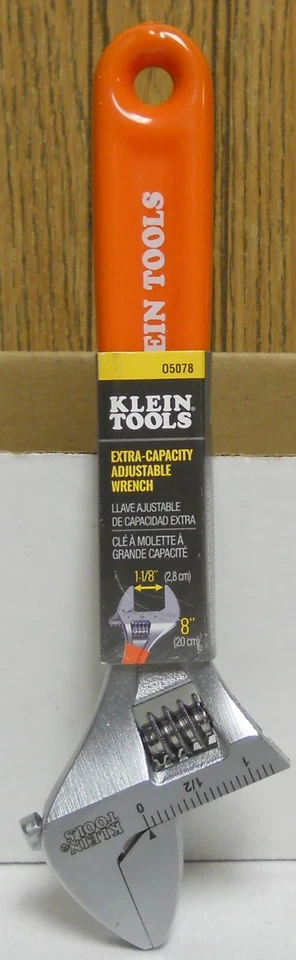 EIN TOOLS
05078
KLEIN
TOOLS®
EXTRA-CAPACITY
ADJUSTABLE
WRENCH
LLAVE AJUSTABLE
DE CAPACIDAD EXTRA
CLÉ À MOLETTE À
GRANDE CAPACITÉ
1-1/8" (2,8 cm)
8"
(20 cm)
0 1/2 1
KLEIN
TOOLS®